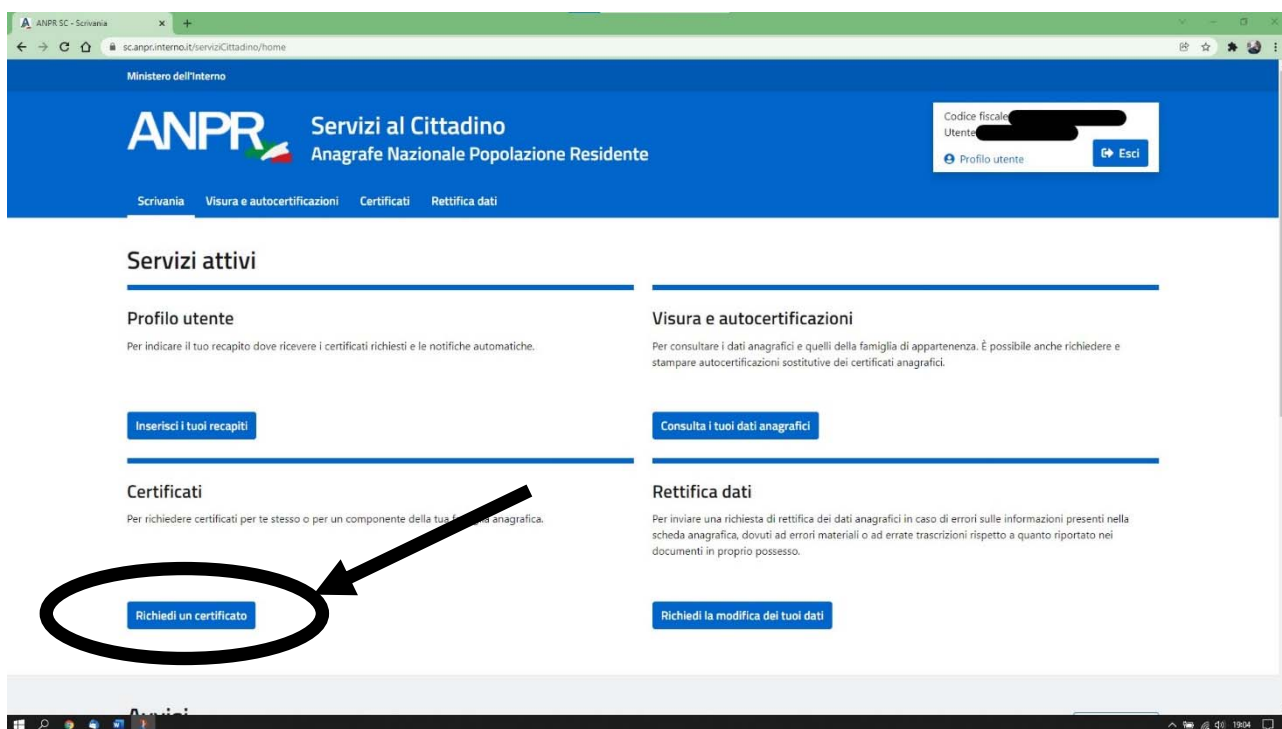 ANPR SC - Scrivania
sc.anpr.interno.it/serviziCittadino/home
Ministero dell'Interno
ANPR
Servizi al Cittadino
Anagrafe Nazionale Popolazione Residente
Codice fiscale
Utente
Profilo utente
Esci
Scrivania Visura e autocertificazioni Certificati Rettifica dati
Servizi attivi
Profilo utente
Per indicare il tuo recapito dove ricevere i certificati richiesti e le notifiche automatiche.
Inserisci i tuoi recapiti
Visura e autocertificazioni
Per consultare i dati anagrafici e quelli della famiglia di appartenenza. È possibile anche richiedere e
stampare autocertificazioni sostitutive dei certificati anagrafici.
Consulta i tuoi dati anagrafici
Certificati
Per richiedere certificati per te stesso o per un componente della tua anagrafica.
Richiedi un certificato
Rettifica dati
Per inviare una richiesta di rettifica dei dati anagrafici in caso di errori sulle informazioni presenti nella
scheda anagrafica, dovuti ad errori materiali o ad errate trascrizioni rispetto a quanto riportato nei
documenti in proprio possesso.
Richiedi la modifica dei tuoi dati
19:04